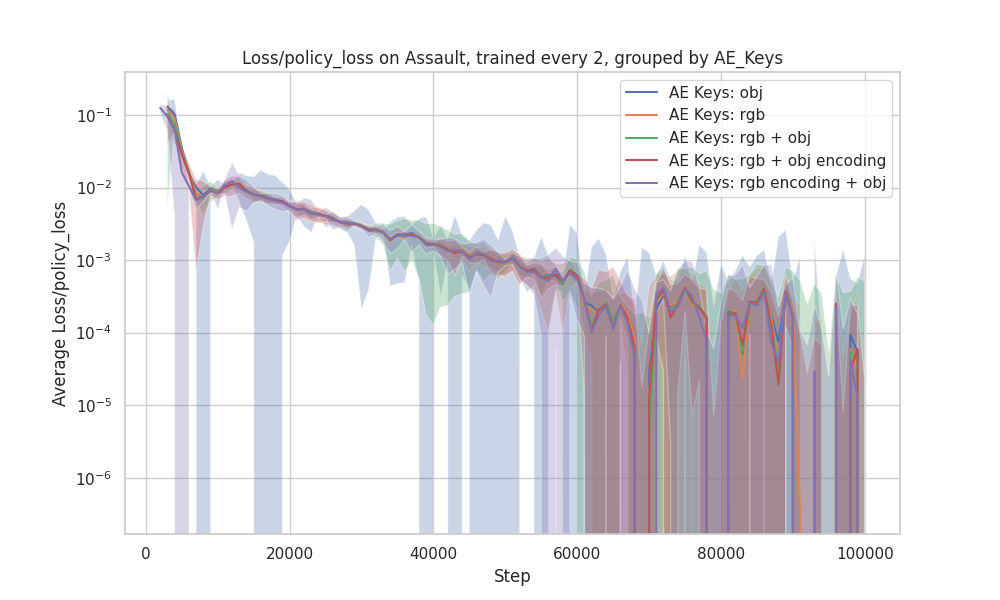 Loss/policy_loss on Assault, trained every 2, grouped by AE_Keys
AE Keys: obj
AE Keys: rgb
AE Keys: rgb + obj
AE Keys: rgb + obj encoding
AE Keys: rgb encoding + obj
Average Loss/policy_loss
10⁻¹
10⁻²
10⁻³
10⁻⁴
10⁻⁵
10⁻⁶
0 20000 40000 60000 80000 100000
Step